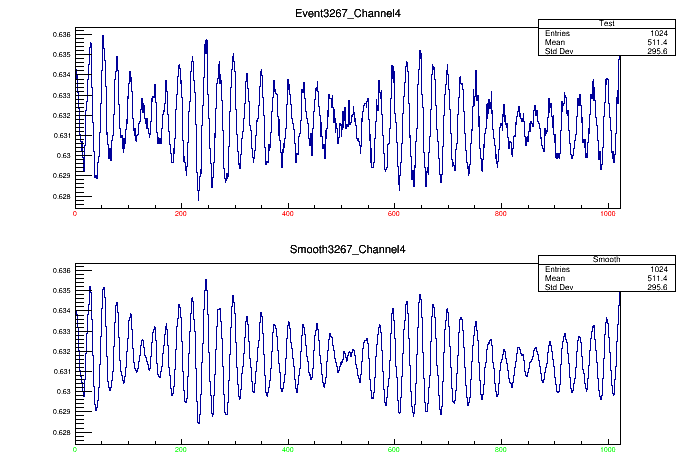 Event3267_Channel4
Test
Entries 1024
Mean 511.4
Std Dev 295.6
0.636
0.635
0.634
0.633
0.632
0.631
0.63
0.629
0.628
0 200 400 600 800 1000
Smooth3267_Channel4
Smooth
Entries 1024
Mean 511.4
Std Dev 295.6
0.636
0.635
0.634
0.633
0.632
0.631
0.63
0.629
0.628
0 200 400 600 800 1000